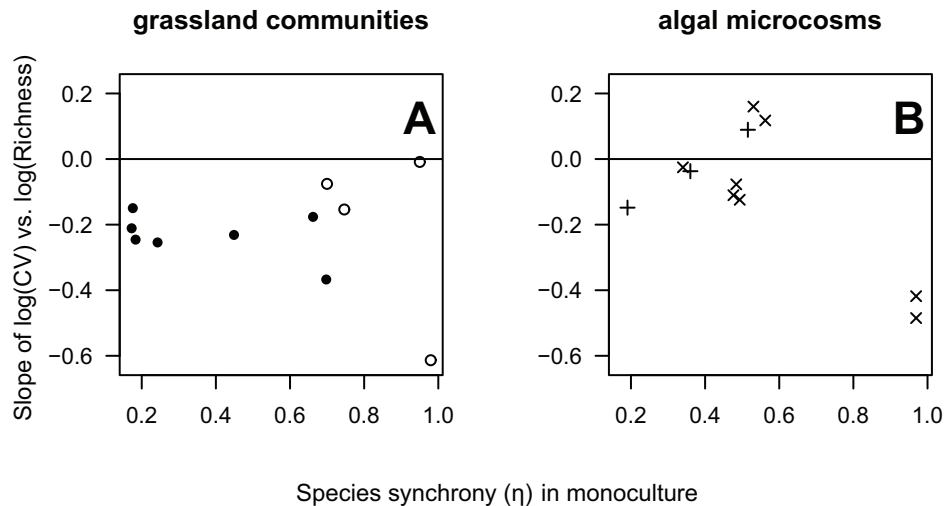 grassland communities
algal microcosms
Slope of log(CV) vs. log(Richness)
0.2
0.0
−0.2
−0.4
−0.6
A
0.2 0.4 0.6 0.8 1.0
0.2
0.0
−0.2
−0.4
−0.6
B
0.2 0.4 0.6 0.8 1.0
Species synchrony (η) in monoculture